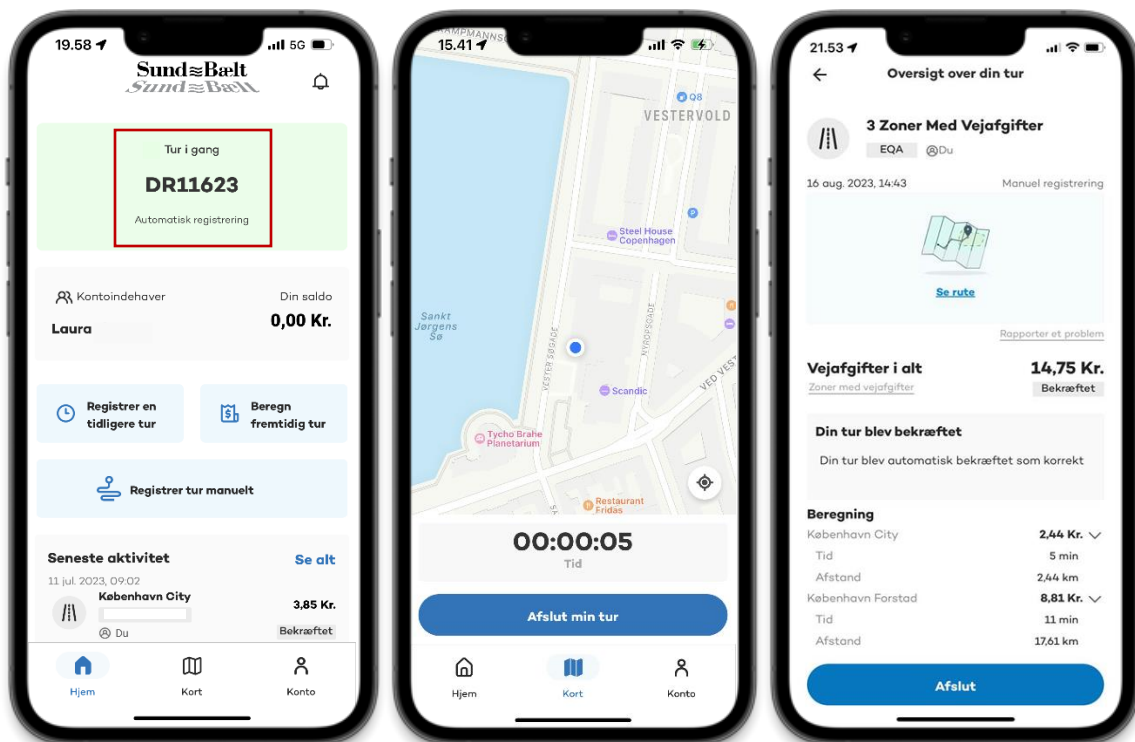 19.58
5G
Sund≋Bælt
Sund≋Bælt
Tur i gang
DR11623
Automatisk registrering
Kontoindehaver
Din saldo
Laura
0,00 Kr.
Registrer en
tidligere tur
Beregn
fremtidig tur
Registrer tur manuelt
Seneste aktivitet
Se alt
11 jul. 2023, 09:02
København City
3,85 Kr.
Du
Bekræftet
Hjem
Kort
Konto
15.41
Q8
VESTERVOLD
P
Steel House
Copenhagen
Sankt
Jørgens
Sø
VESTER SØGADE
NYROPSGADE
VED VEST
Scandic
Tycho Brahe
Planetarium
Restaurant
Fridas
00:00:05
Tid
Afslut min tur
Hjem
Kort
Konto
21.53
Oversigt over din tur
3 Zoner Med Vejafgifter
EQA
Du
16 aug. 2023, 14:43
Manuel registrering
Se rute
Rapporter et problem
Vejafgifter i alt
14,75 Kr.
Zoner med vejafgifter
Bekræftet
Din tur blev bekræftet
Din tur blev automatisk bekræftet som korrekt
Beregning
København City
2,44 Kr.
Tid
5 min
Afstand
2,44 km
København Forstad
8,81 Kr.
Tid
11 min
Afstand
17,61 km
Afslut